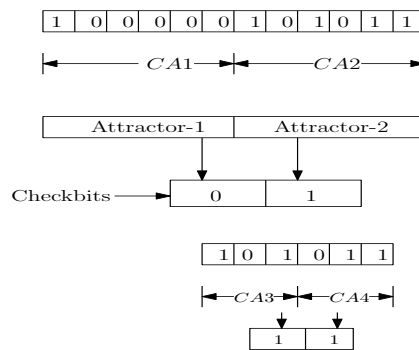 1 0 0 0 0 0 1 0 1 0 1 1
CA1 CA2
Attractor-1 Attractor-2
Checkbits 0 1
1 0 1 0 1 1
CA3 CA4
1 1